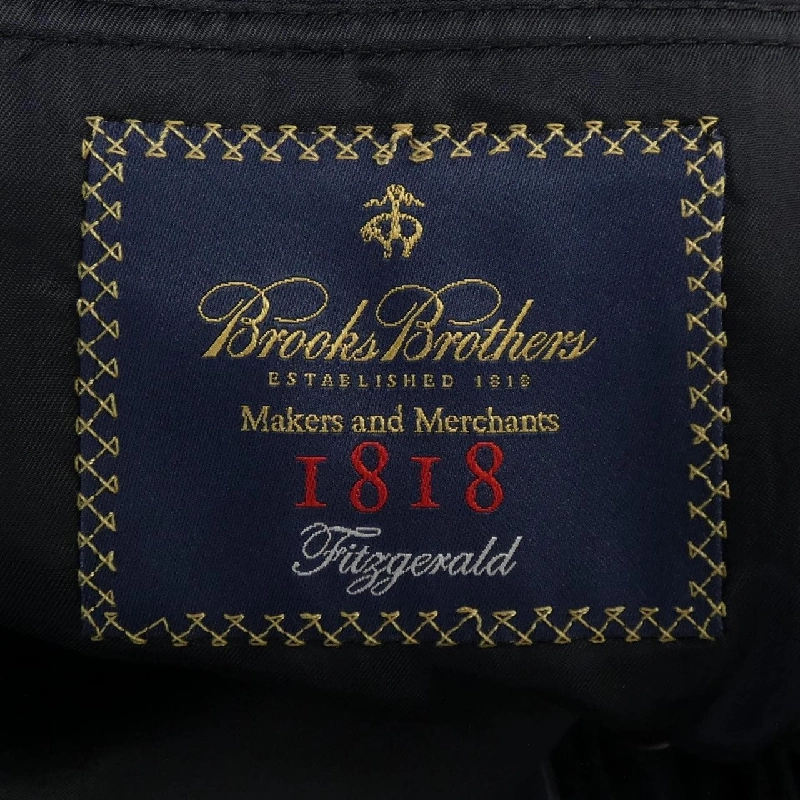 Brooks Brothers
ESTABLISHED 1818
Makers and Merchants
1818
Fitzgerald